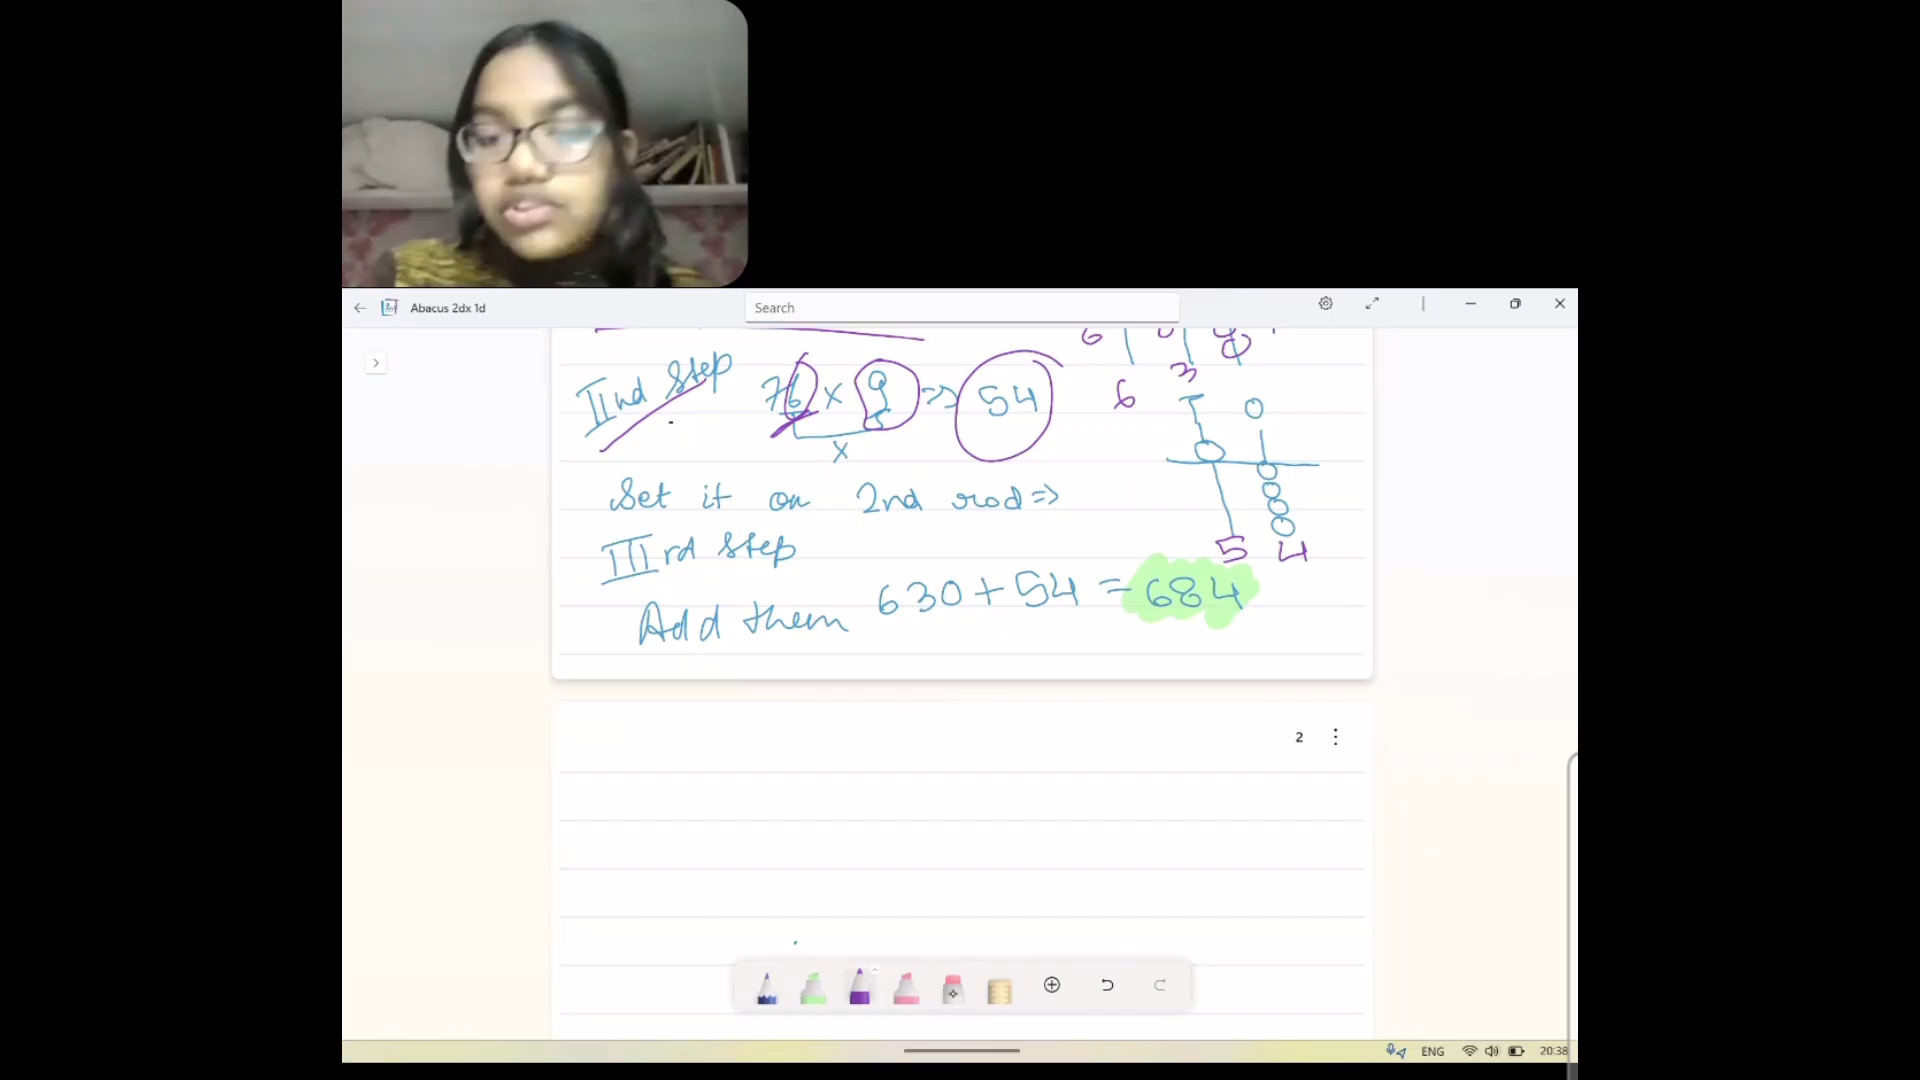 Abacus 2dx 1d
Search
IInd Step 76 x 9 => 54
x
6 3
6 0
5 4
Set it on 2nd rod =>
IIIrd step
Add them 630 + 54 = 684
2
ENG
20:38